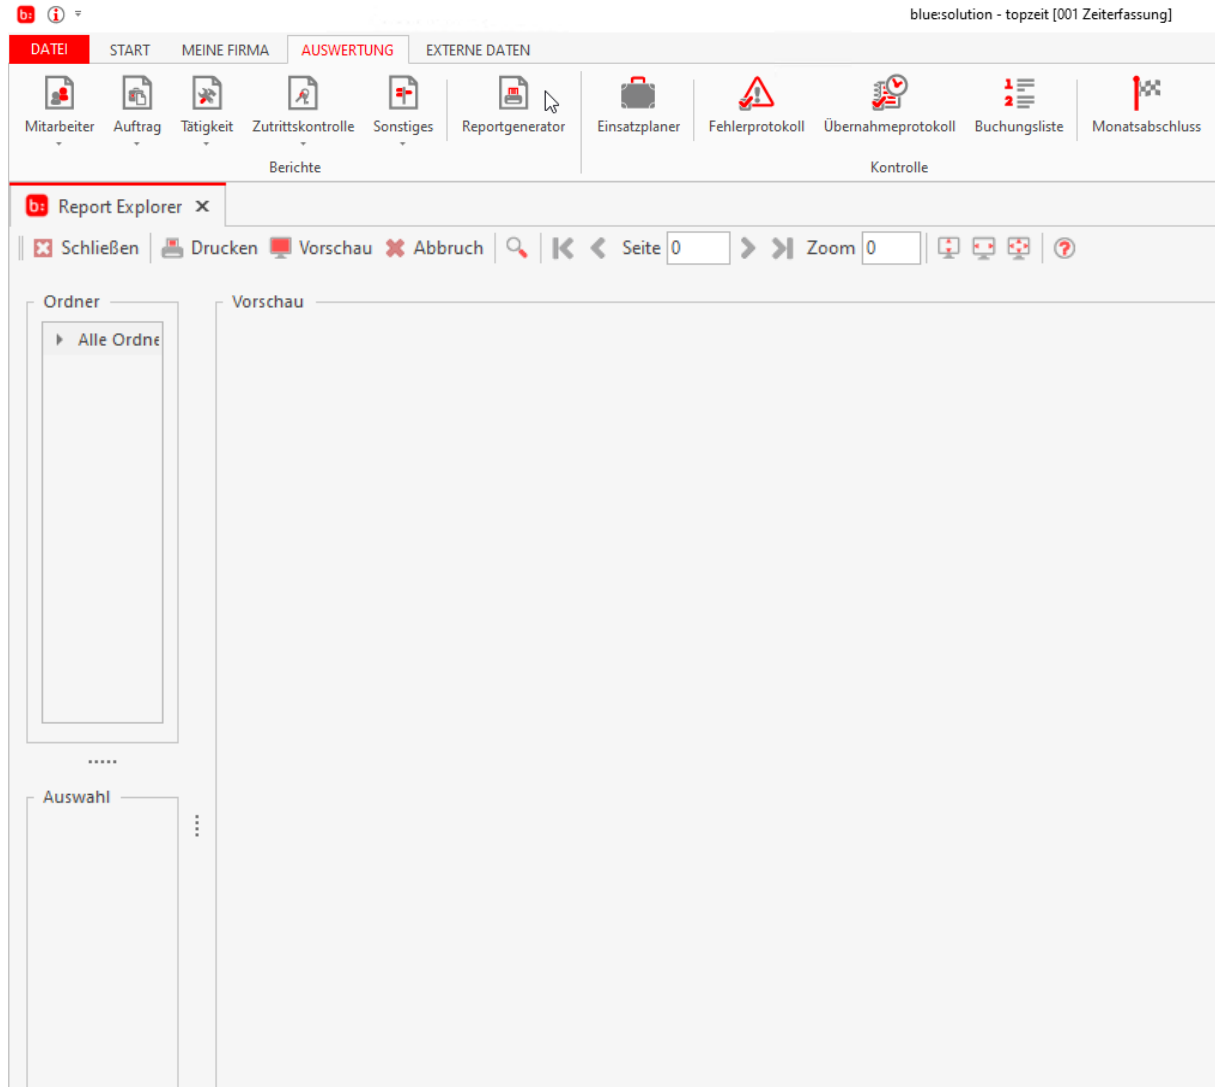 b: blue:solution - topzeit [001 Zeiterfassung]
DATEI START MEINE FIRMA AUSWERTUNG EXTERNE DATEN
Mitarbeiter Auftrag Tätigkeit Zutrittskontrolle Sonstiges Reportgenerator Einsatzplaner Fehlerprotokoll Übernahmeprotokoll Buchungsliste Monatsabschluss
Berichte Kontrolle
b: Report Explorer
Schließen Drucken Vorschau Abbruch Seite 0 Zoom 0
Ordner Vorschau
Alle Ordne
Auswahl